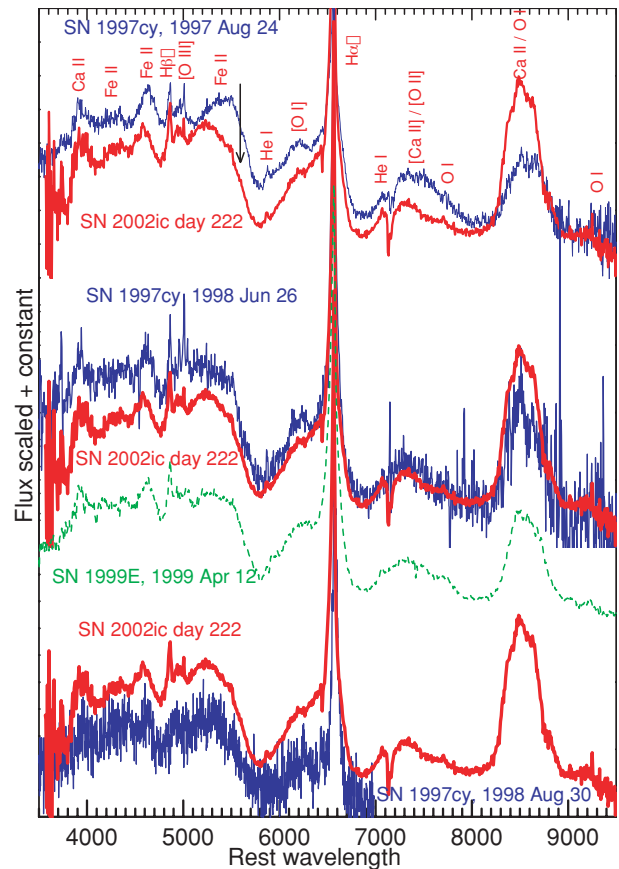 SN 1997cy, 1997 Aug 24
Ca II
Fe II
Fe II
Hβ
[O III]
Fe II
He I
[O I]
Hα
He I
[Ca II] / [O II]
O I
Ca II / O I
O I
SN 2002ic day 222
SN 1997cy, 1998 Jun 26
SN 2002ic day 222
SN 1999E, 1999 Apr 12
SN 2002ic day 222
SN 1997cy, 1998 Aug 30
Flux scaled + constant
4000 5000 6000 7000 8000 9000
Rest wavelength